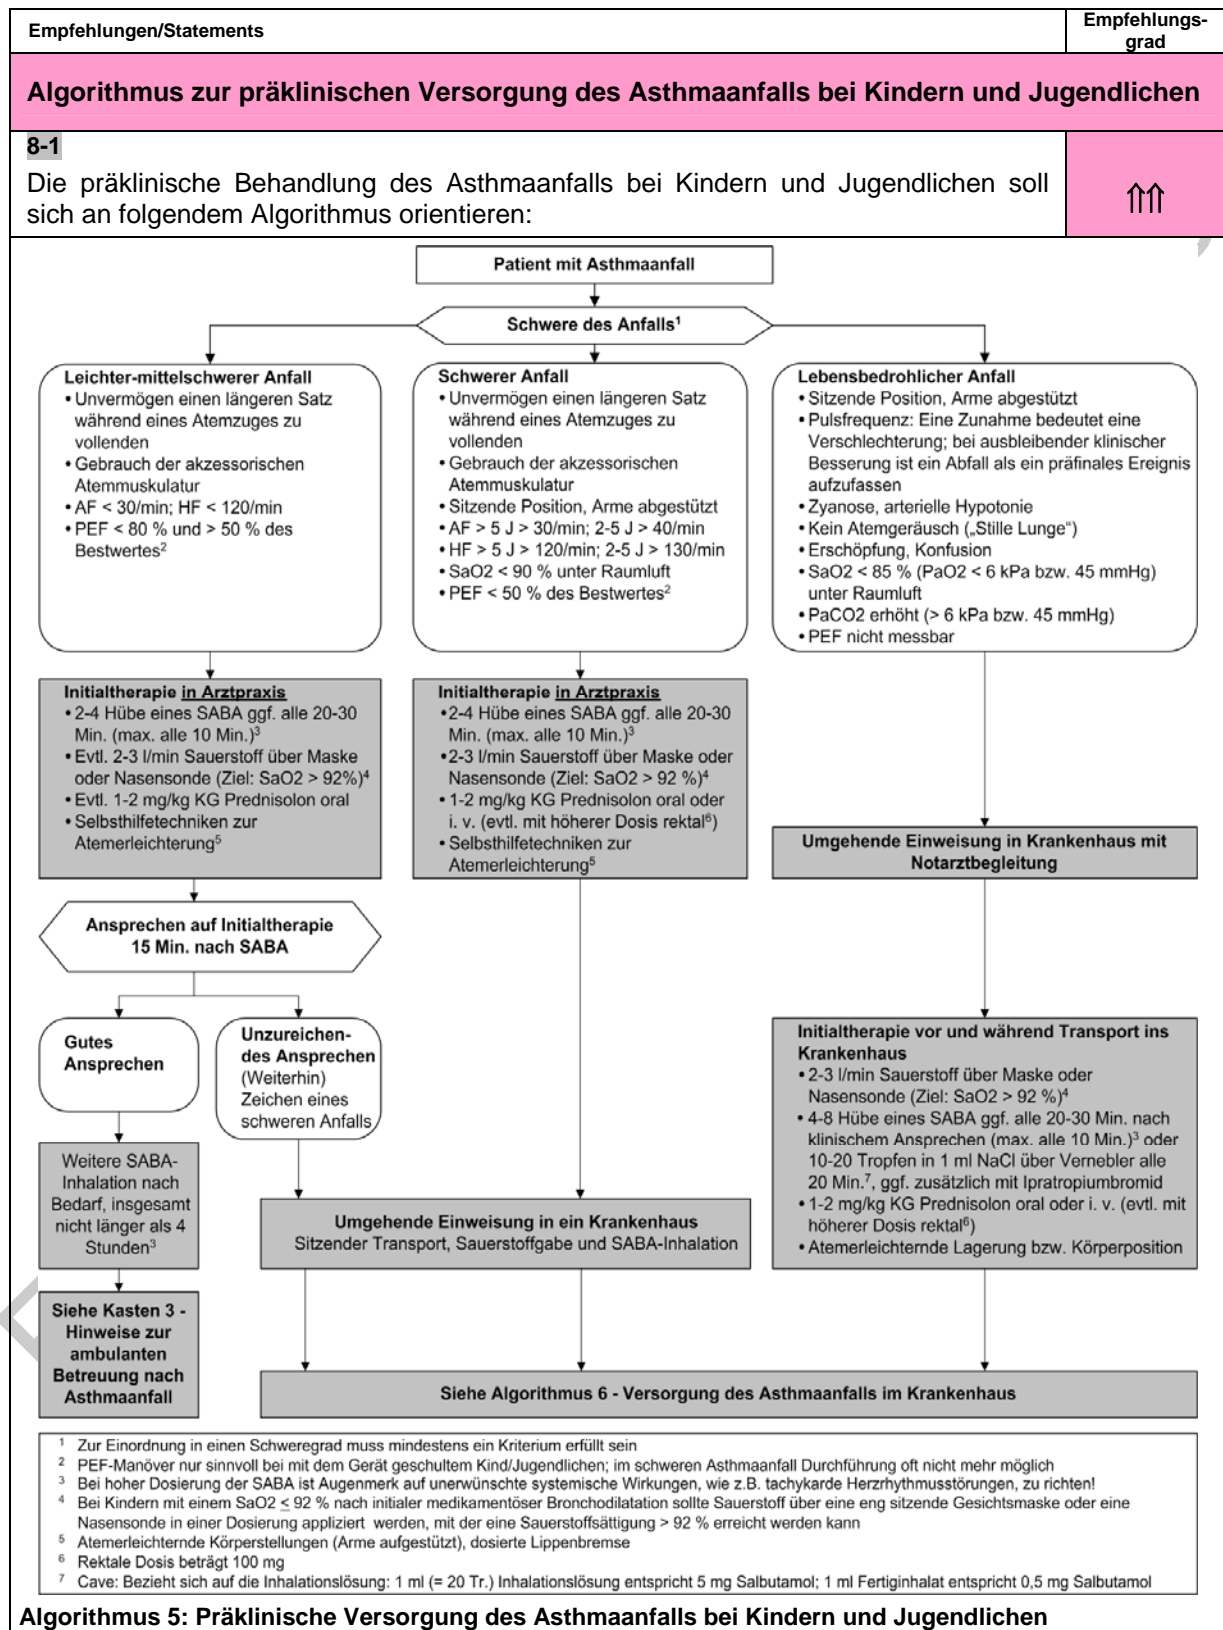 Empfehlungen/Statements
Empfehlungs-
grad
Algorithmus zur präklinischen Versorgung des Asthmaanfalls bei Kindern und Jugendlichen
8-1
Die präklinische Behandlung des Asthmaanfalls bei Kindern und Jugendlichen soll
sich an folgendem Algorithmus orientieren:
⇑⇑
Patient mit Asthmaanfall
Schwere des Anfalls¹
Leichter-mittelschwerer Anfall
• Unvermögen einen längeren Satz
während eines Atemzuges zu
vollenden
• Gebrauch der akzessorischen
Atemmuskulatur
• AF < 30/min; HF < 120/min
• PEF < 80 % und > 50 % des
Bestwertes²
Schwerer Anfall
• Unvermögen einen längeren Satz
während eines Atemzuges zu
vollenden
• Gebrauch der akzessorischen
Atemmuskulatur
• Sitzende Position, Arme abgestützt
• AF > 5 J > 30/min; 2-5 J > 40/min
• HF > 5 J > 120/min; 2-5 J > 130/min
• SaO2 < 90 % unter Raumluft
• PEF < 50 % des Bestwertes²
Lebensbedrohlicher Anfall
• Sitzende Position, Arme abgestützt
• Pulsfrequenz: Eine Zunahme bedeutet eine
Verschlechterung; bei ausbleibender klinischer
Besserung ist ein Abfall als ein präfinales Ereignis
aufzufassen
• Zyanose, arterielle Hypotonie
• Kein Atemgeräusch („Stille Lunge“)
• Erschöpfung, Konfusion
• SaO2 < 85 % (PaO2 < 6 kPa bzw. 45 mmHg)
unter Raumluft
• PaCO2 erhöht (> 6 kPa bzw. 45 mmHg)
• PEF nicht messbar
Initialtherapie in Arztpraxis
• 2-4 Hübe eines SABA ggf. alle 20-30
Min. (max. alle 10 Min.)³
• Evtl. 2-3 l/min Sauerstoff über Maske
oder Nasensonde (Ziel: SaO2 > 92%)⁴
• Evtl. 1-2 mg/kg KG Prednisolon oral
• Selbsthilfetechniken zur
Atemerleichterung⁵
Initialtherapie in Arztpraxis
• 2-4 Hübe eines SABA ggf. alle 20-30
Min. (max. alle 10 Min.)³
• 2-3 l/min Sauerstoff über Maske oder
Nasensonde (Ziel: SaO2 > 92 %)⁴
• 1-2 mg/kg KG Prednisolon oral oder
i. v. (evtl. mit höherer Dosis rektal⁶)
• Selbsthilfetechniken zur
Atemerleichterung⁵
Umgehende Einweisung in Krankenhaus mit
Notarztbegleitung
Ansprechen auf Initialtherapie
15 Min. nach SABA
Gutes
Ansprechen
Unzureichen-
des Ansprechen
(Weiterhin)
Zeichen eines
schweren Anfalls
Initialtherapie vor und während Transport ins
Krankenhaus
• 2-3 l/min Sauerstoff über Maske oder
Nasensonde (Ziel: SaO2 > 92 %)⁴
• 4-8 Hübe eines SABA ggf. alle 20-30 Min. nach
klinischem Ansprechen (max. alle 10 Min.)³ oder
10-20 Tropfen in 1 ml NaCl über Vernebler alle
20 Min.⁷, ggf. zusätzlich mit Ipratropiumbromid
• 1-2 mg/kg KG Prednisolon oral oder i. v. (evtl. mit
höherer Dosis rektal⁶)
• Atemerleichternde Lagerung bzw. Körperposition
Weitere SABA-
Inhalation nach
Bedarf, insgesamt
nicht länger als 4
Stunden³
Umgehende Einweisung in ein Krankenhaus
Sitzender Transport, Sauerstoffgabe und SABA-Inhalation
Siehe Kasten 3 -
Hinweise zur
ambulanten
Betreuung nach
Asthmaanfall
Siehe Algorithmus 6 - Versorgung des Asthmaanfalls im Krankenhaus
¹ Zur Einordnung in einen Schweregrad muss mindestens ein Kriterium erfüllt sein
² PEF-Manöver nur sinnvoll bei mit dem Gerät geschultem Kind/Jugendlichen; im schweren Asthmaanfall Durchführung oft nicht mehr möglich
³ Bei hoher Dosierung der SABA ist Augenmerk auf unerwünschte systemische Wirkungen, wie z.B. tachykarde Herzrhythmusstörungen, zu richten!
⁴ Bei Kindern mit einem SaO2 ≤ 92 % nach initialer medikamentöser Bronchodilatation sollte Sauerstoff über eine eng sitzende Gesichtsmaske oder eine
Nasensonde in einer Dosierung appliziert werden, mit der eine Sauerstoffsättigung > 92 % erreicht werden kann
⁵ Atemerleichternde Körperstellungen (Arme aufgestützt), dosierte Lippenbremse
⁶ Rektale Dosis beträgt 100 mg
⁷ Cave: Bezieht sich auf die Inhalationslösung: 1 ml (= 20 Tr.) Inhalationslösung entspricht 5 mg Salbutamol; 1 ml Fertiginhalat entspricht 0,5 mg Salbutamol
Algorithmus 5: Präklinische Versorgung des Asthmaanfalls bei Kindern und Jugendlichen